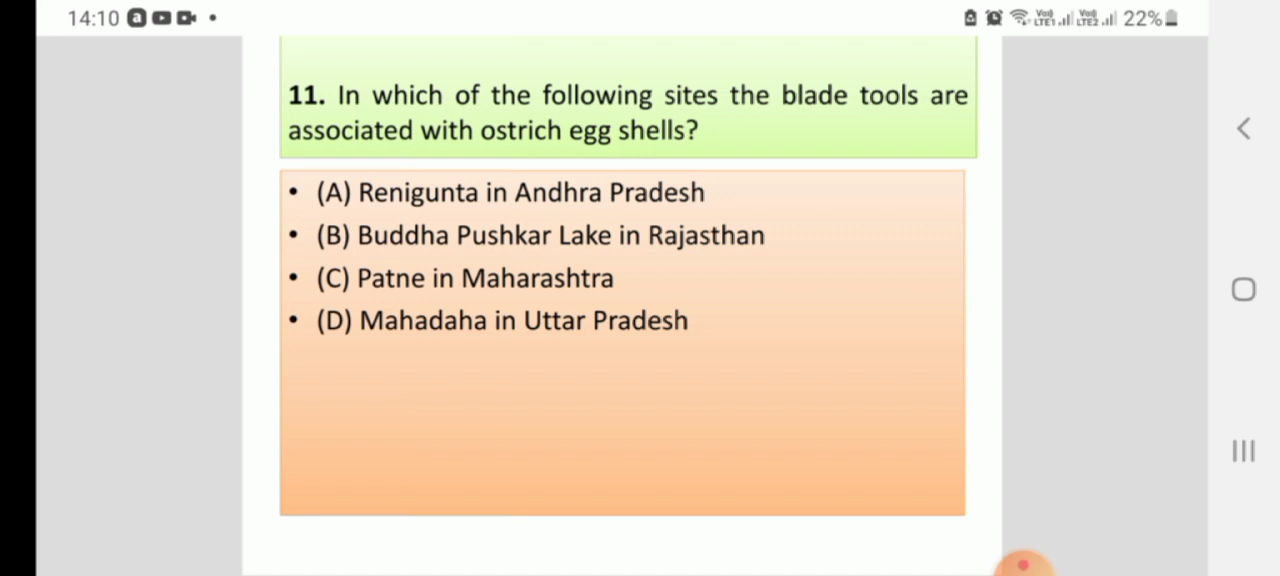 14:10 22%
11. In which of the following sites the blade tools are
associated with ostrich egg shells?
• (A) Renigunta in Andhra Pradesh
• (B) Buddha Pushkar Lake in Rajasthan
• (C) Patne in Maharashtra
• (D) Mahadaha in Uttar Pradesh